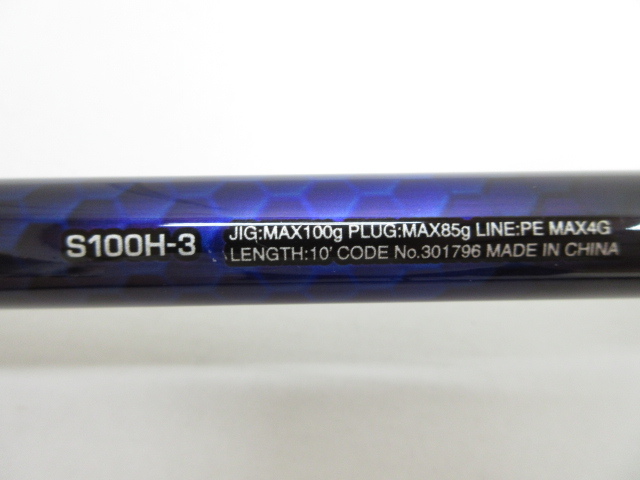 S100H-3
JIG:MAX100g PLUG:MAX85g LINE:PE MAX4G
LENGTH:10' CODE No.301796 MADE IN CHINA